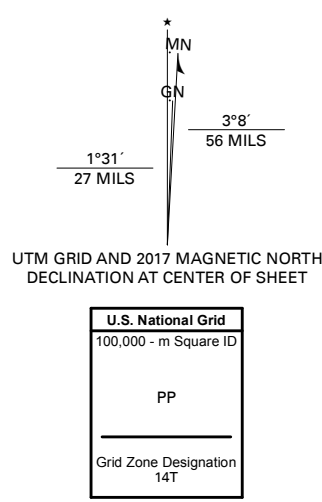 ★
MN
GN
3°8´
56 MILS
1°31´
27 MILS
UTM GRID AND 2017 MAGNETIC NORTH
DECLINATION AT CENTER OF SHEET
U.S. National Grid
100,000 - m Square ID
PP
Grid Zone Designation
14T